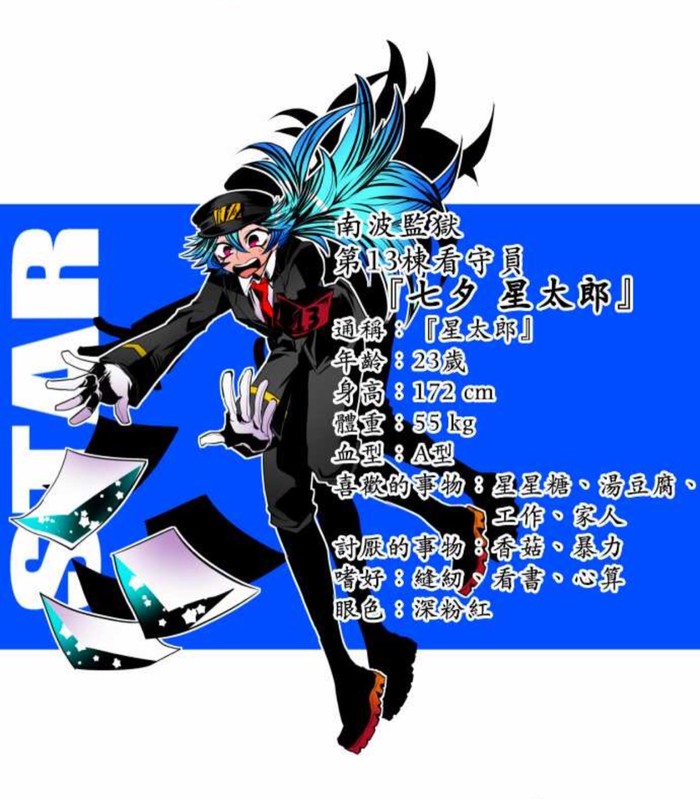 STAR
南波監獄
第13棟看守員
『七夕 星太郎』
通稱：『星太郎』
年齡：23歲
身高：172 cm
體重：55 kg
血型：A型
喜歡的事物：星星糖、湯豆腐、
工作、家人
討厭的事物：香菇、暴力
嗜好：縫紉、看書、心算
眼色：深粉紅
13